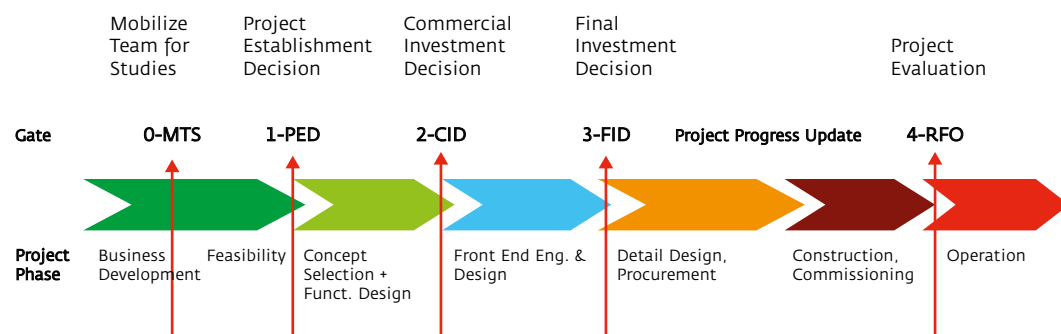 Mobilize
Team for
Studies
Project
Establishment
Decision
Commercial
Investment
Decision
Final
Investment
Decision
Project
Evaluation
Gate
0-MTS
1-PED
2-CID
3-FID
Project Progress Update
4-RFO
Project
Phase
Business
Development
Feasibility
Concept
Selection +
Funct. Design
Front End Eng. &
Design
Detail Design,
Procurement
Construction,
Commissioning
Operation